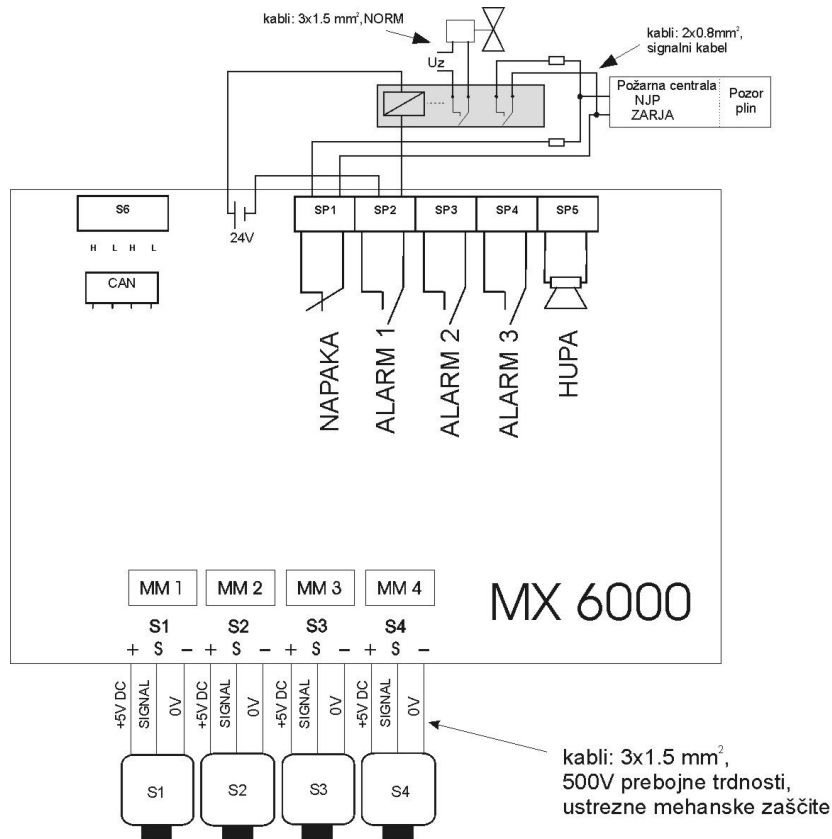 kabli: 3x1.5 mm², NORM
kabli: 2x0.8mm²,
signalni kabel
Uz
Požarna centrala
NJP
ZARJA
Pozor
plin
S6
H L H L
CAN
24V
SP1 SP2 SP3 SP4 SP5
NAPAKA
ALARM 1
ALARM 2
ALARM 3
HUPA
MM 1 MM 2 MM 3 MM 4
MX 6000
S1 S2 S3 S4
+ S − + S − + S − + S −
+5V DC SIGNAL 0V +5V DC SIGNAL 0V +5V DC SIGNAL 0V +5V DC SIGNAL 0V
S1 S2 S3 S4
kabli: 3x1.5 mm²,
500V prebojne trdnosti,
ustrezne mehanske zaščite